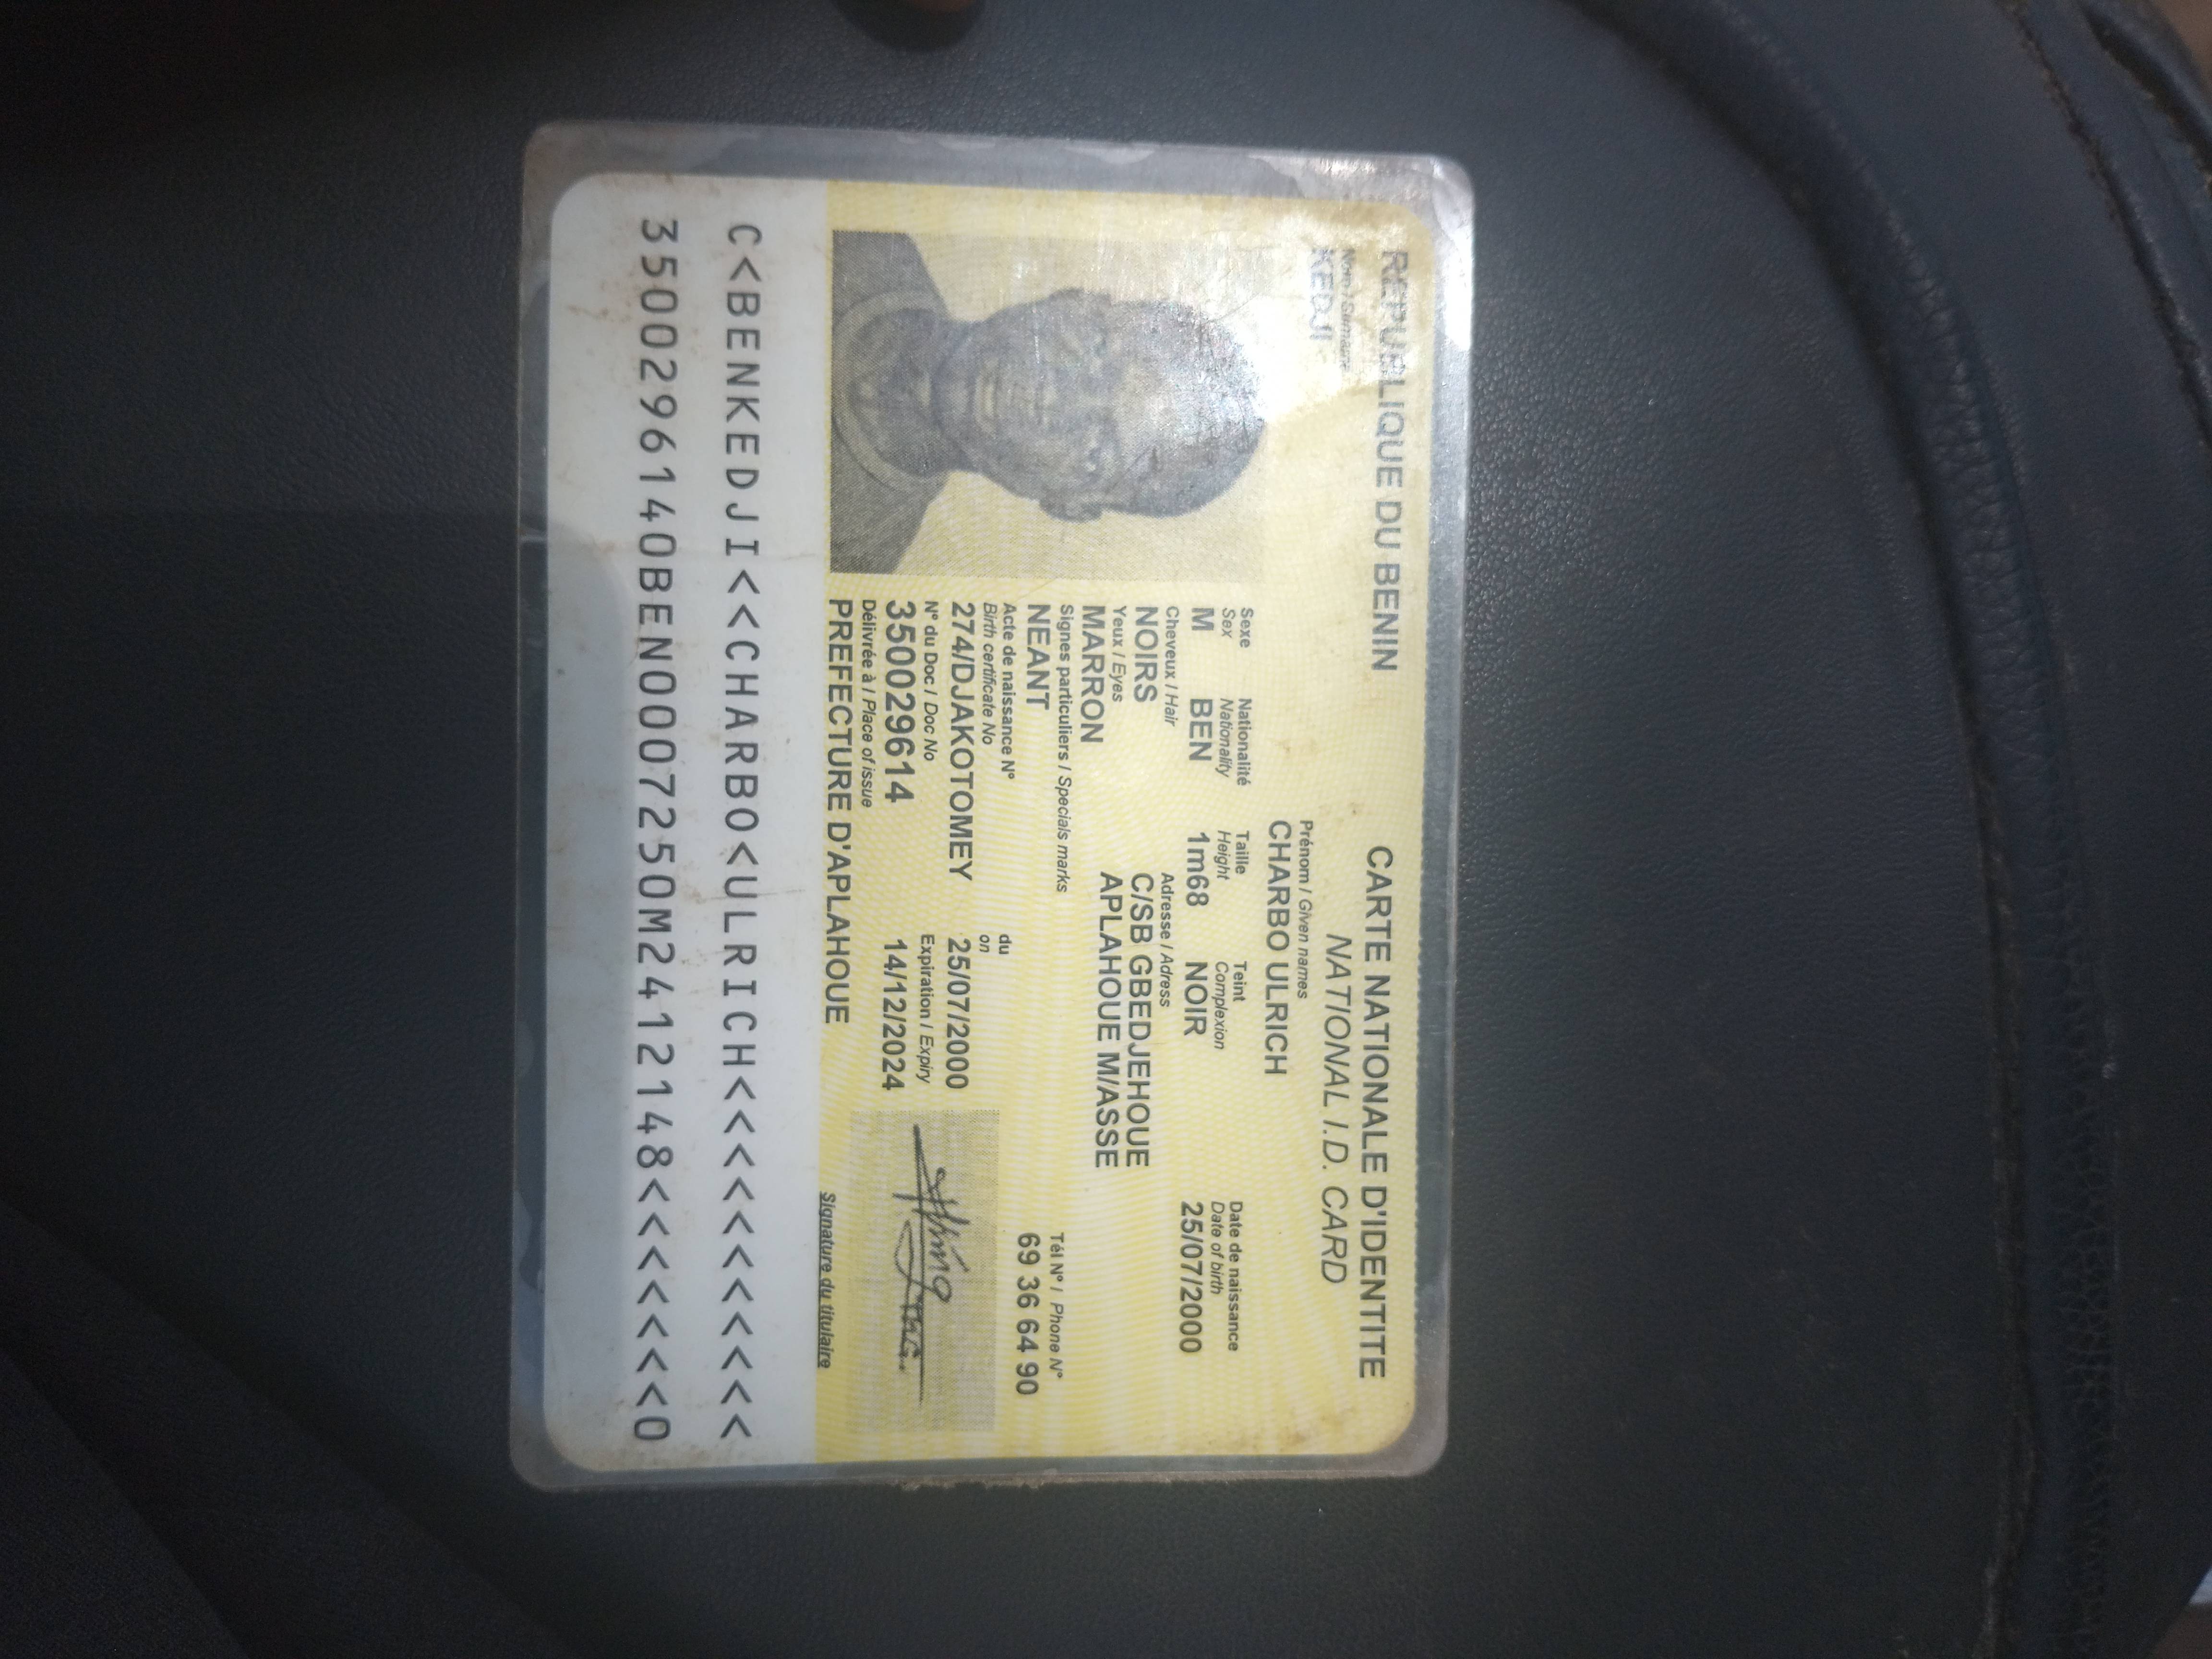 REPUBLIQUE DU BENIN
CARTE NATIONALE D'IDENTITE
NATIONAL I.D. CARD
Nom / Surname
KEDJI
Prénom / Given names
CHARBO ULRICH
Sexe Nationalité Taille Teint Date de naissance
Sex Nationality Height Complexion Date of birth
M BEN 1m68 NOIR 25/07/2000
Cheveux / Hair Adresse / Adress
NOIRS C/SB GBEDJEHOUE
Yeux / Eyes APLAHOUE M/ASSE
MARRON
Signes particuliers / Specials marks Tél N° / Phone N°
NEANT 69 36 64 90
Acte de naissance N° du
Birth certificate No on
274/DJAKOTOMEY 25/07/2000
N° du Doc / Doc No Expiration / Expiry
350029614 14/12/2024
Délivrée à / Place of issue
PREFECTURE D'APLAHOUE
Signature du titulaire
C<BENKEDJI<<CHARBO<ULRICH<<<<<<<<<<<
3500296140BEN0007250M2412148<<<<<<<0